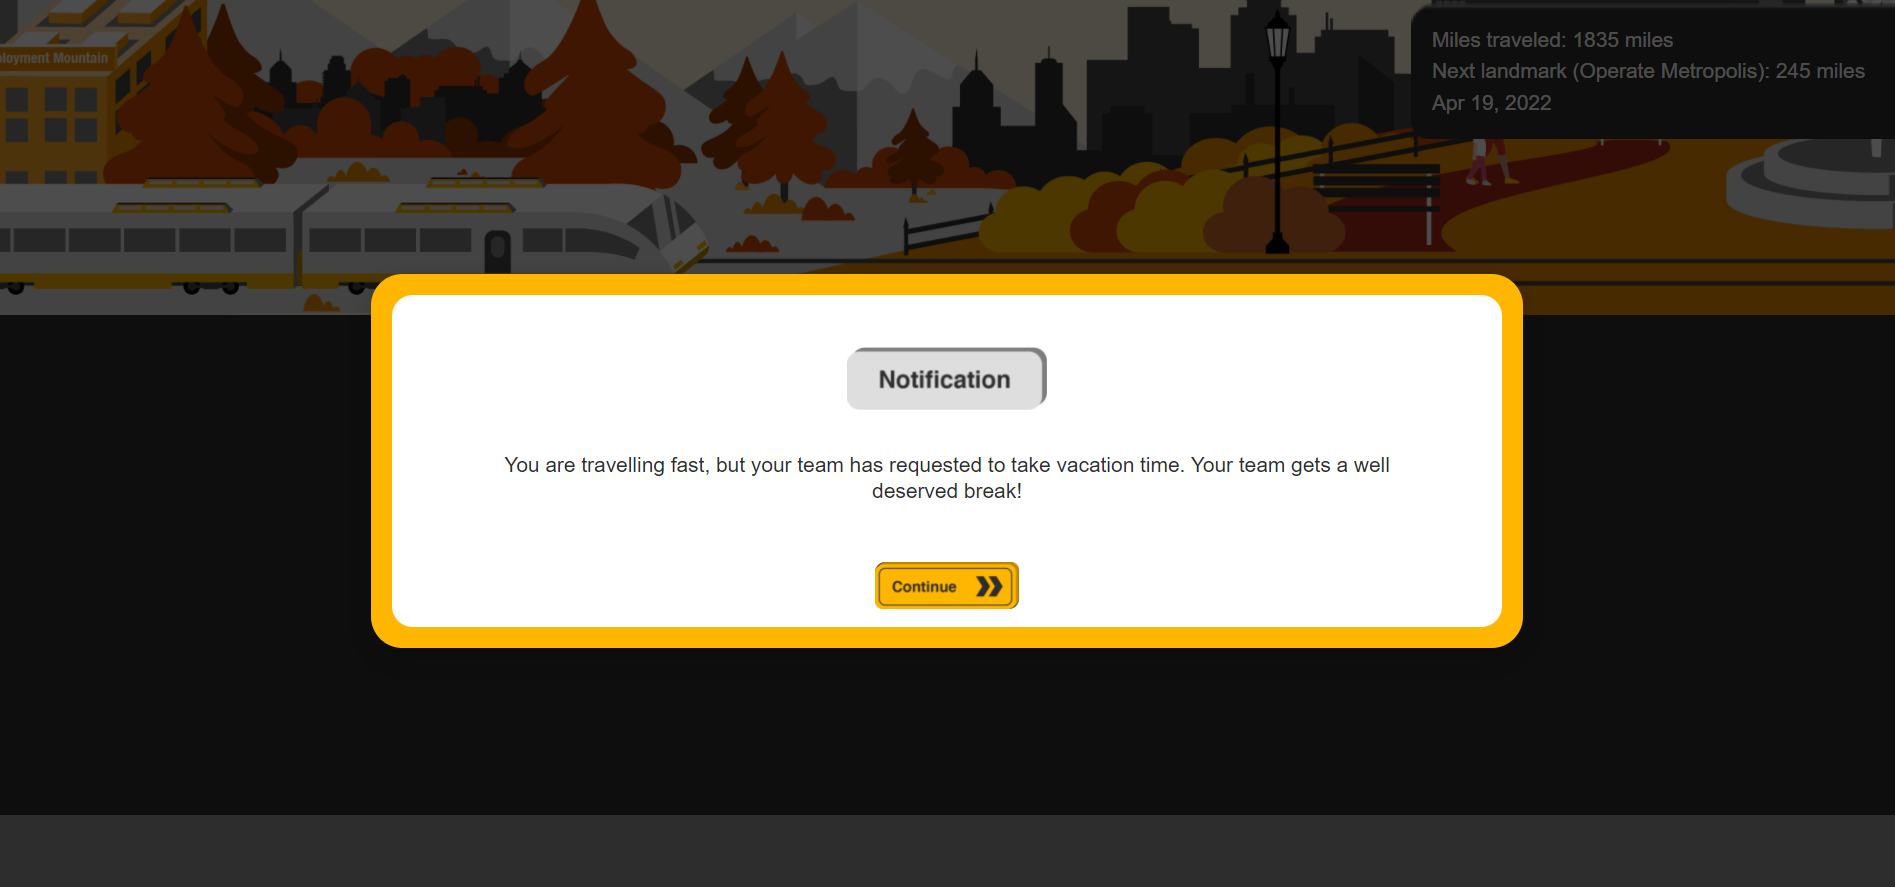 ployment Mountain
Miles traveled: 1835 miles
Next landmark (Operate Metropolis): 245 miles
Apr 19, 2022
Notification
You are travelling fast, but your team has requested to take vacation time. Your team gets a well
deserved break!
Continue